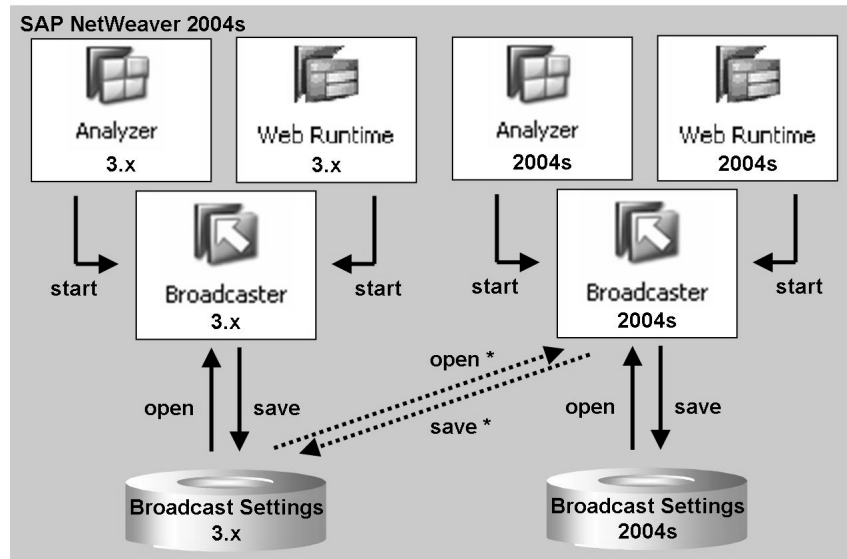 SAP NetWeaver 2004s
Analyzer
3.x
Web Runtime
3.x
Analyzer
2004s
Web Runtime
2004s
start
Broadcaster
3.x
start
start
Broadcaster
2004s
start
open
save
open *
save *
open
save
Broadcast Settings
3.x
Broadcast Settings
2004s